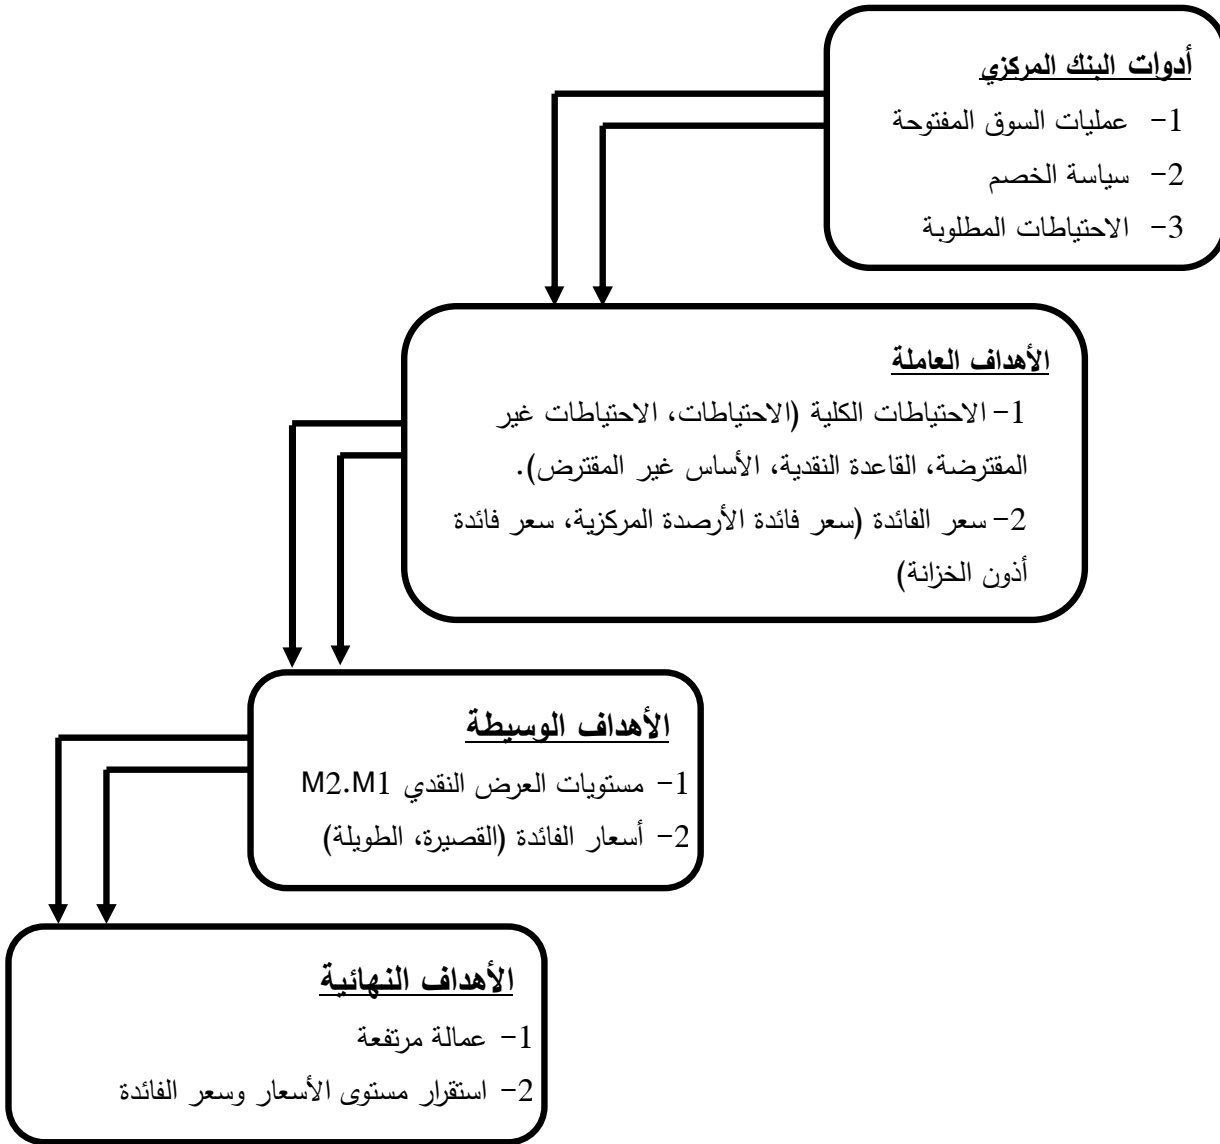 أدوات البنك المركزي
1- عمليات السوق المفتوحة
2- سياسة الخصم
3- الاحتياطات المطلوبة
الأهداف العاملة
1- الاحتياطات الكلية (الاحتياطات، الاحتياطات غير
المقترضة، القاعدة النقدية، الأساس غير المقترض).
2- سعر الفائدة (سعر فائدة الأرصدة المركزية، سعر فائدة
أذون الخزانة)
الأهداف الوسيطة
1- مستويات العرض النقدي M2.M1
2- أسعار الفائدة (القصيرة، الطويلة)
الأهداف النهائية
1- عمالة مرتفعة
2- استقرار مستوى الأسعار وسعر الفائدة